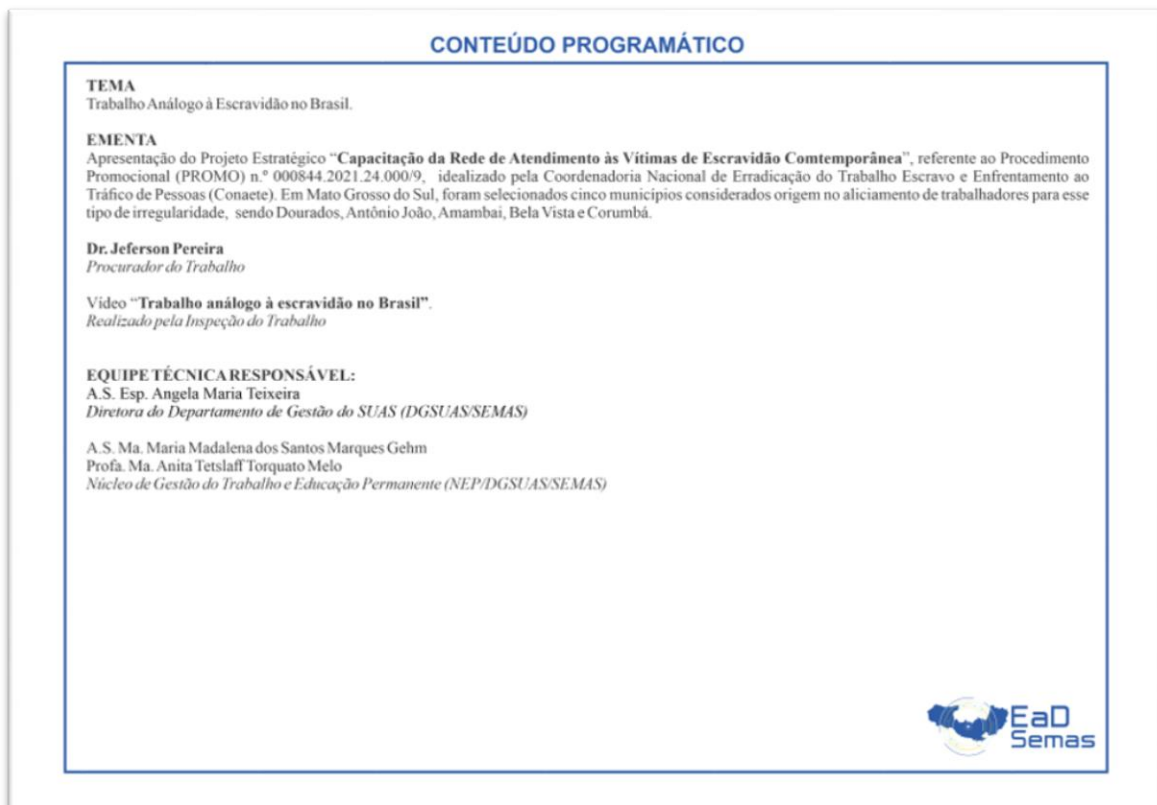 CONTEÚDO PROGRAMÁTICO
TEMA
Trabalho Análogo à Escravidão no Brasil.
EMENTA
Apresentação do Projeto Estratégico “Capacitação da Rede de Atendimento às Vítimas de Escravidão Comtemporânea”, referente ao Procedimento
Promocional (PROMO) n.º 000844.2021.24.000/9, idealizado pela Coordenadoria Nacional de Erradicação do Trabalho Escravo e Enfrentamento ao
Tráfico de Pessoas (Conaete). Em Mato Grosso do Sul, foram selecionados cinco municípios considerados origem no aliciamento de trabalhadores para esse
tipo de irregularidade, sendo Dourados, Antônio João, Amambai, Bela Vista e Corumbá.
Dr. Jeferson Pereira
Procurador do Trabalho
Vídeo “Trabalho análogo à escravidão no Brasil”.
Realizado pela Inspeção do Trabalho
EQUIPE TÉCNICA RESPONSÁVEL:
A.S. Esp. Angela Maria Teixeira
Diretora do Departamento de Gestão do SUAS (DGSUAS/SEMAS)
A.S. Ma. Maria Madalena dos Santos Marques Gehm
Profa. Ma. Anita Tetslaff Torquato Melo
Núcleo de Gestão do Trabalho e Educação Permanente (NEP/DGSUAS/SEMAS)
EaD
Semas